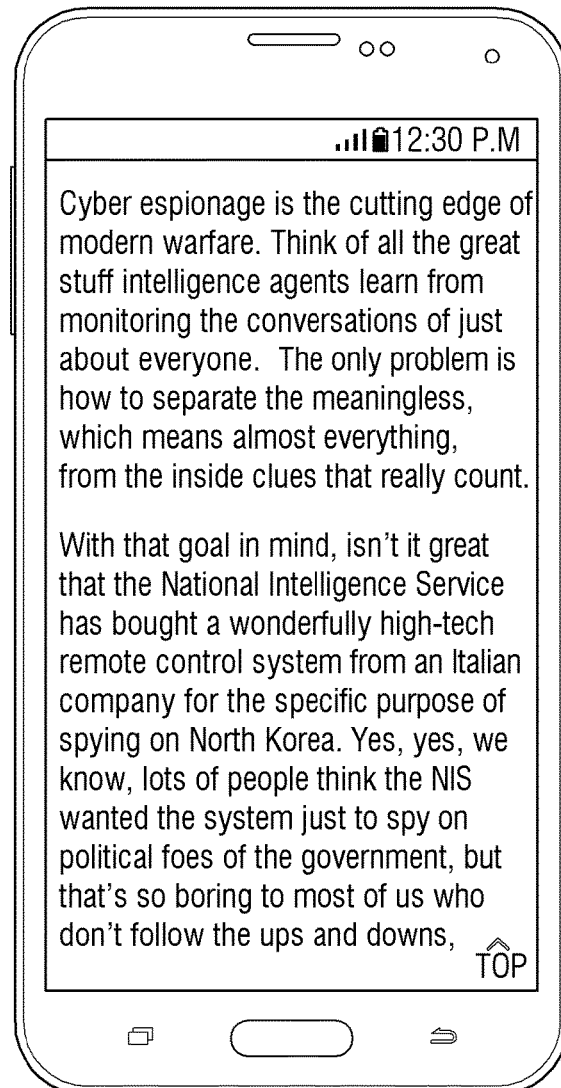 12:30 P.M
Cyber espionage is the cutting edge of
modern warfare. Think of all the great
stuff intelligence agents learn from
monitoring the conversations of just
about everyone.  The only problem is
how to separate the meaningless,
which means almost everything,
from the inside clues that really count.
With that goal in mind, isn't it great
that the National Intelligence Service
has bought a wonderfully high-tech
remote control system from an Italian
company for the specific purpose of
spying on North Korea. Yes, yes, we
know, lots of people think the NIS
wanted the system just to spy on
political foes of the government, but
that's so boring to most of us who
don't follow the ups and downs,
TOP